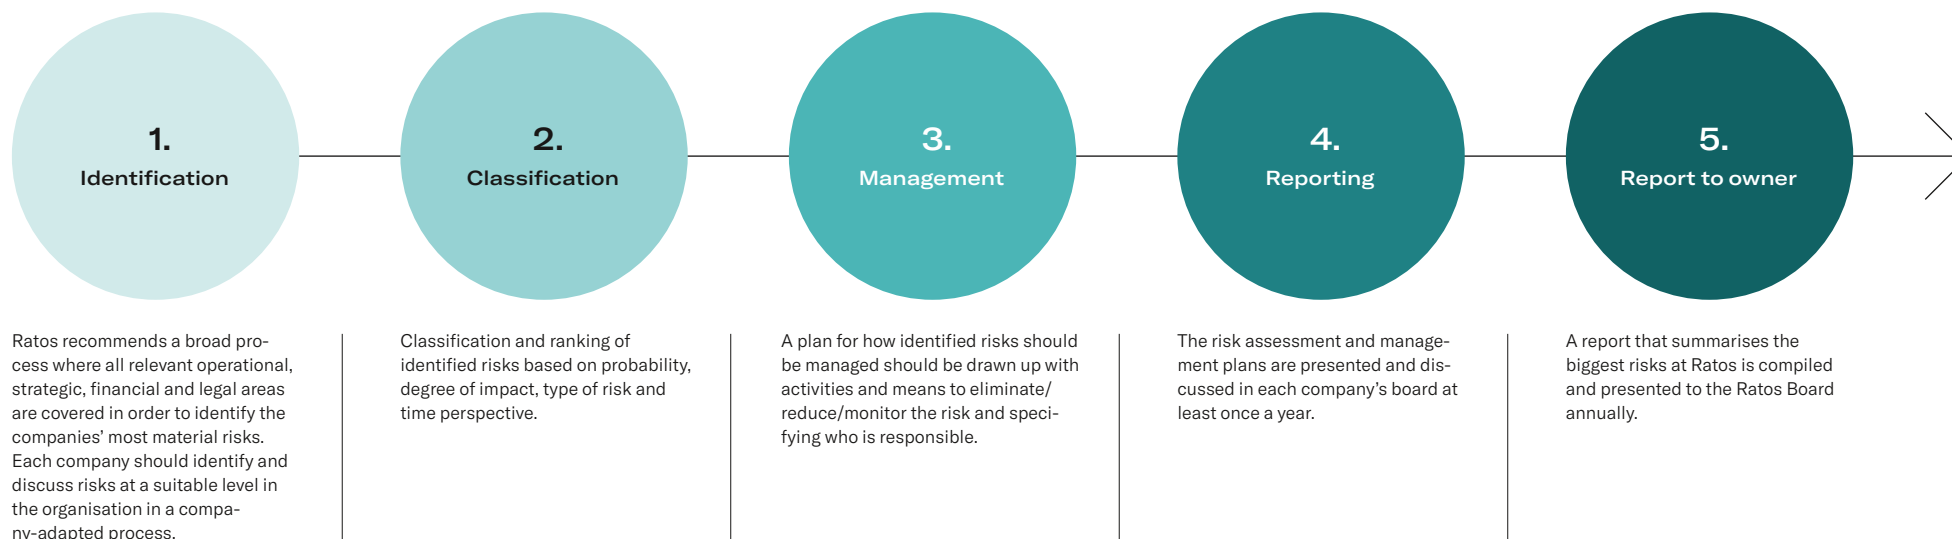 1.
Identification
Ratos recommends a broad pro-
cess where all relevant operational,
strategic, financial and legal areas
are covered in order to identify the
companies' most material risks.
Each company should identify and
discuss risks at a suitable level in
the organisation in a compa-
ny-adapted process.
2.
Classification
Classification and ranking of
identified risks based on probability,
degree of impact, type of risk and
time perspective.
3.
Management
A plan for how identified risks should
be managed should be drawn up with
activities and means to eliminate/
reduce/monitor the risk and speci-
fying who is responsible.
4.
Reporting
The risk assessment and manage-
ment plans are presented and dis-
cussed in each company's board at
least once a year.
5.
Report to owner
A report that summarises the
biggest risks at Ratos is compiled
and presented to the Ratos Board
annually.